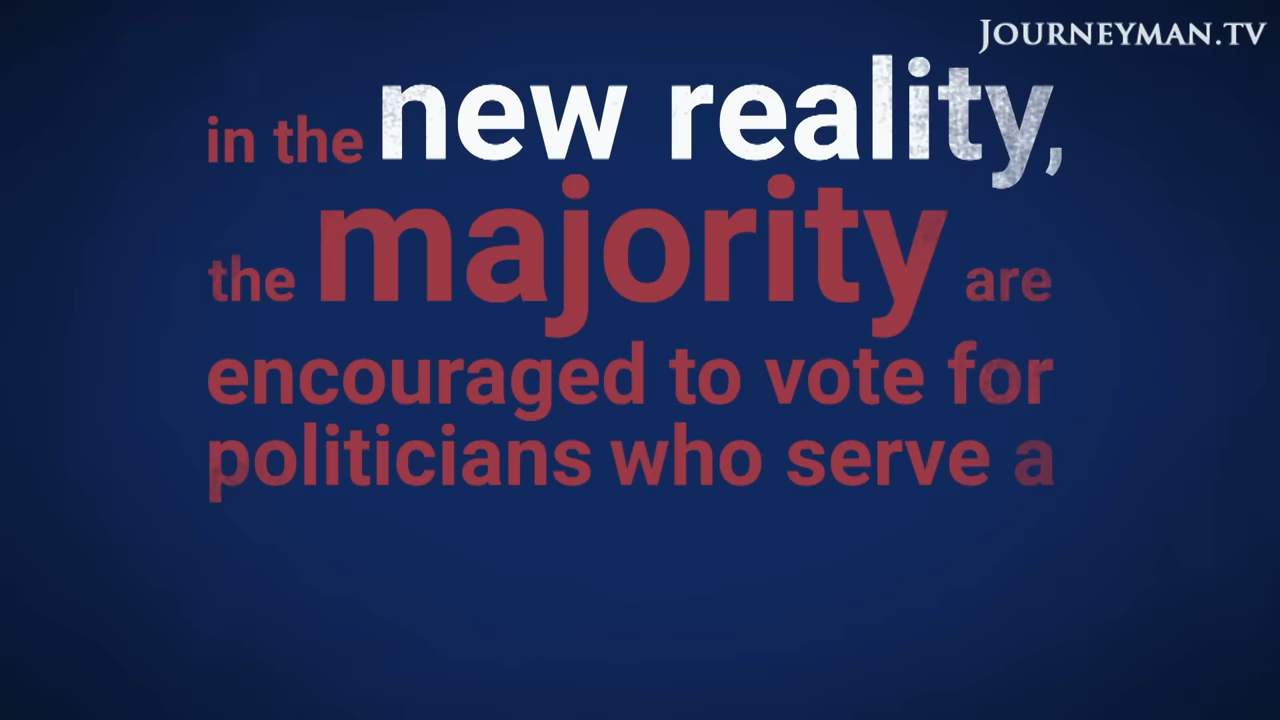 JOURNEYMAN.TV
in the new reality,
the majority are
encouraged to vote for
politicians who serve a